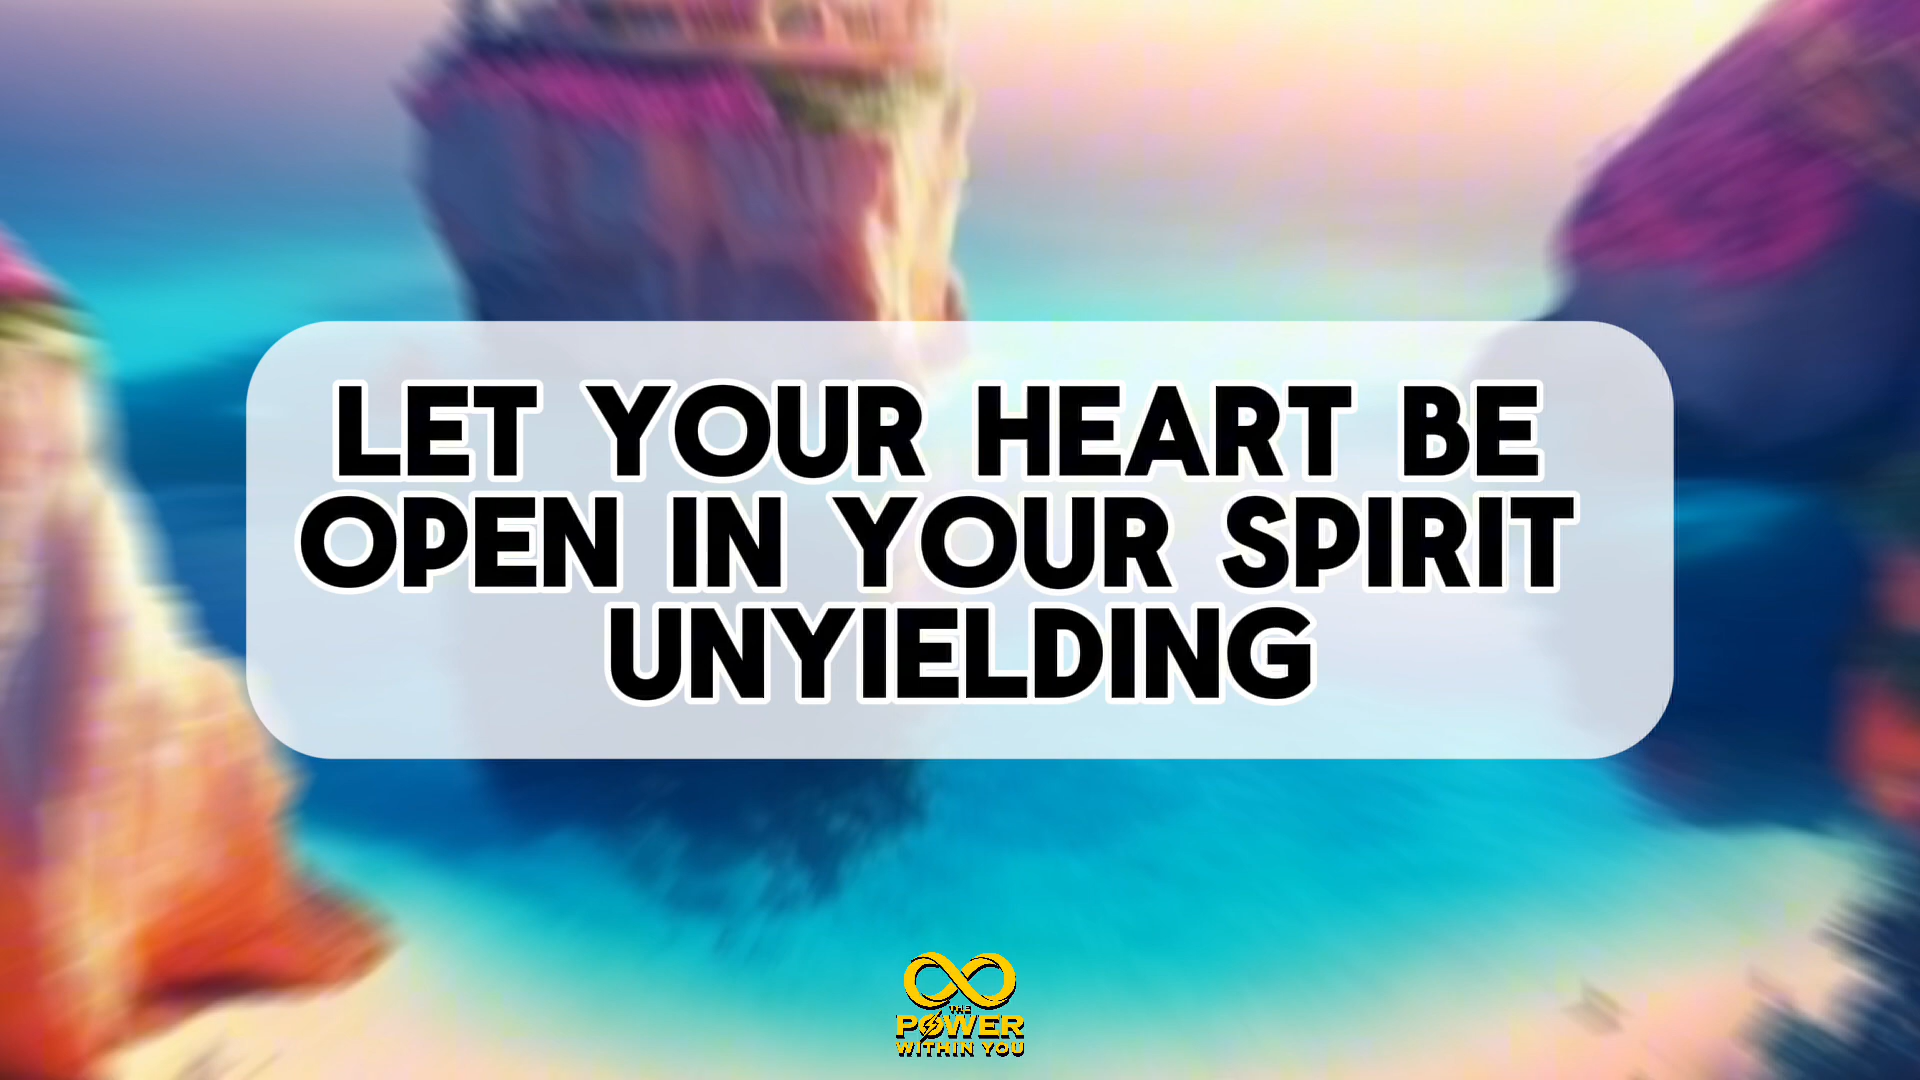 LET YOUR HEART BE
OPEN IN YOUR SPIRIT
UNYIELDING
THE
POWER
WITHIN YOU